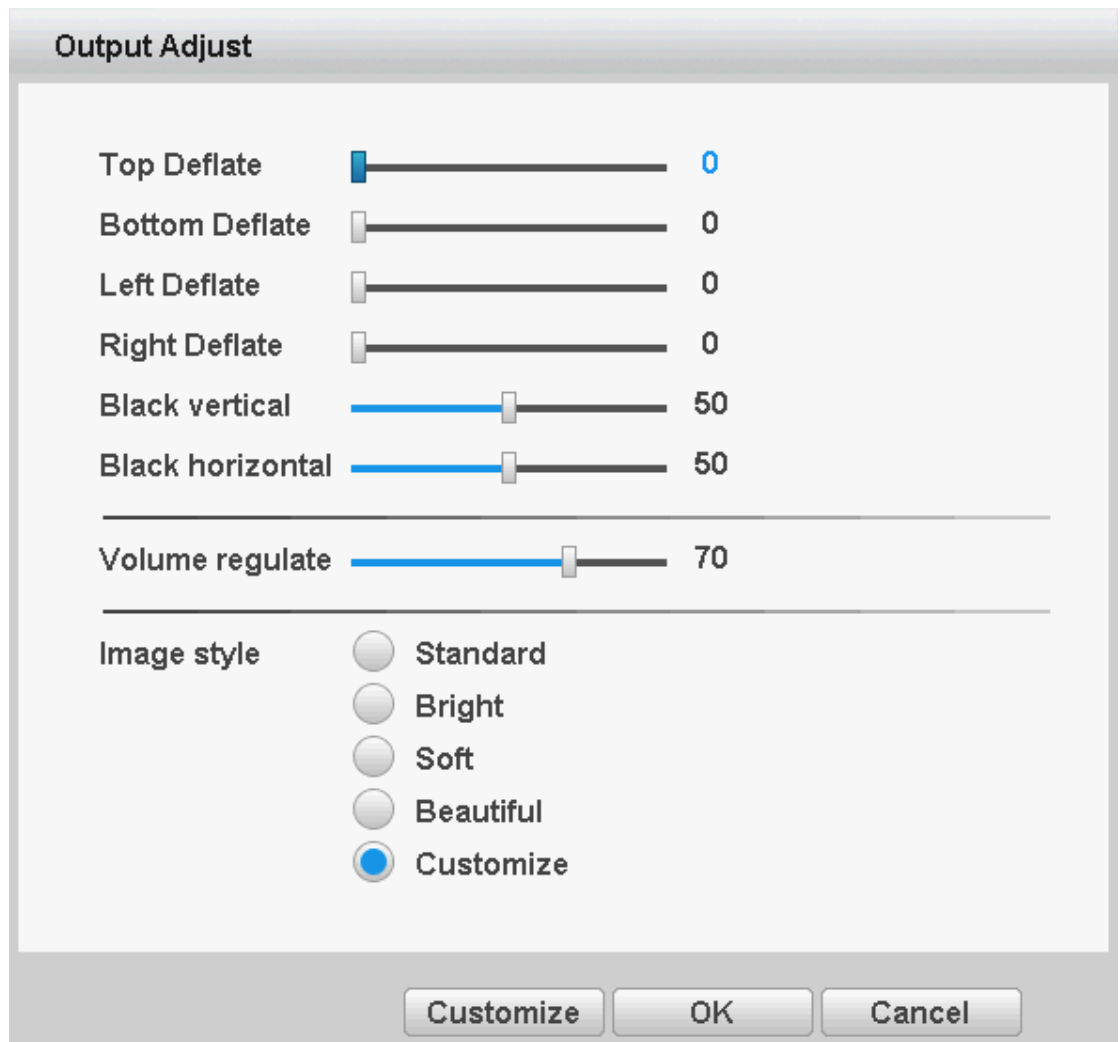 Output Adjust
Top Deflate 0
Bottom Deflate 0
Left Deflate 0
Right Deflate 0
Black vertical 50
Black horizontal 50
Volume regulate 70
Image style Standard
Bright
Soft
Beautiful
Customize
Customize OK Cancel